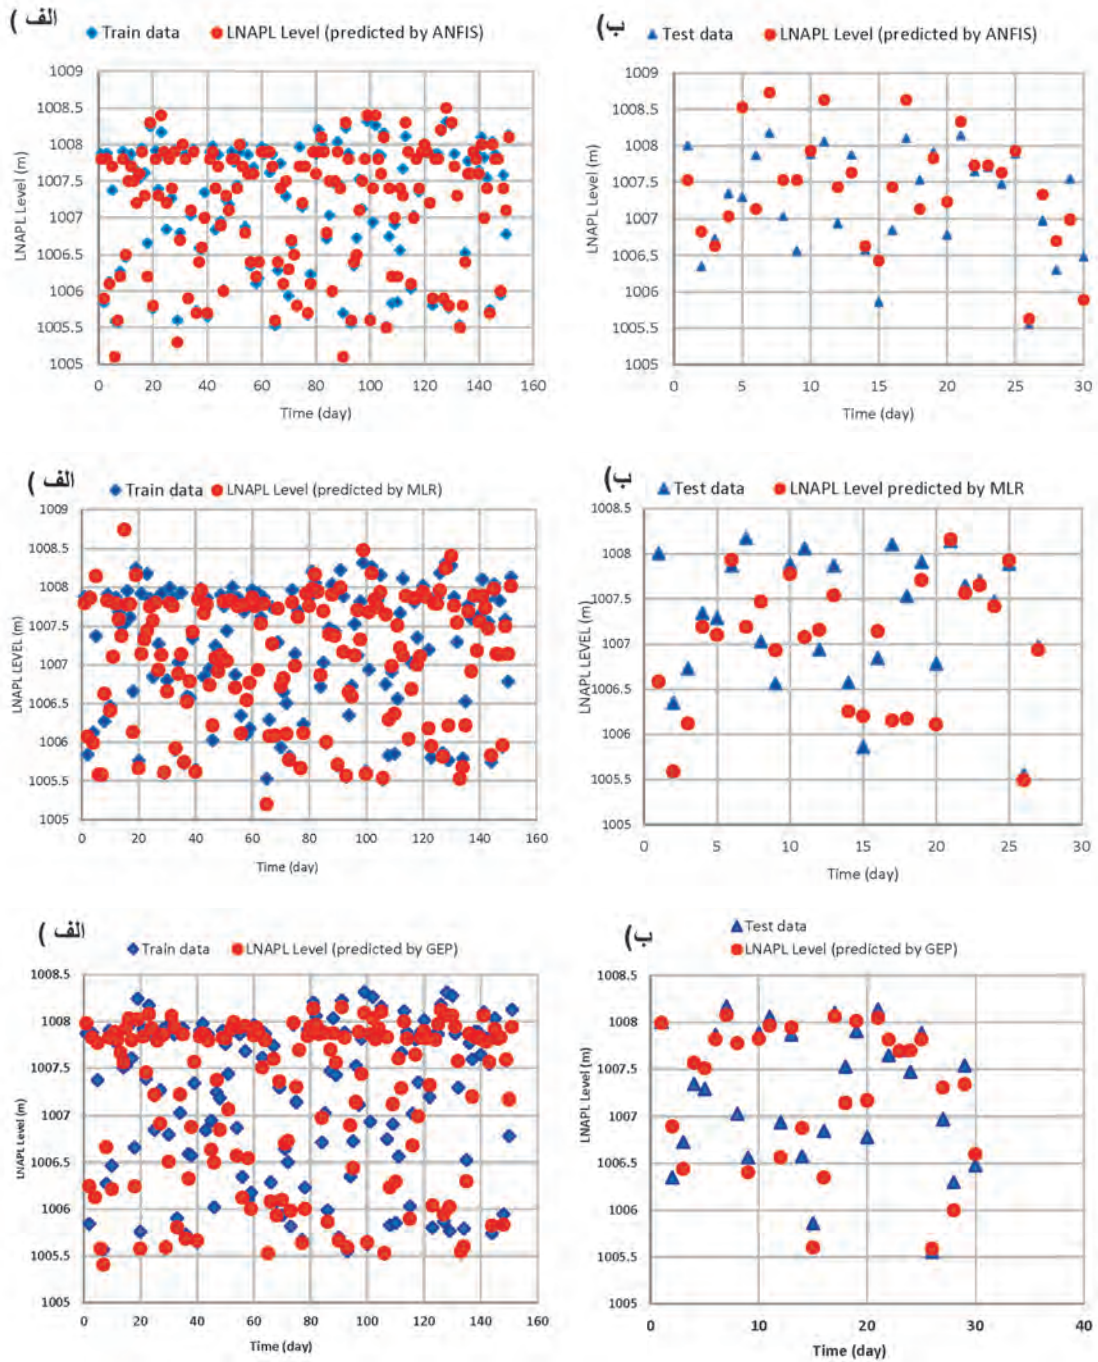 الف )
Train data
LNAPL Level (predicted by ANFIS)
1009
1008.5
1008
1007.5
1007
1006.5
1006
1005.5
1005
LNAPL Level (m)
0 20 40 60 80 100 120 140 160
Time (day)
ب)
Test data
LNAPL Level (predicted by ANFIS)
1009
1008
1007
1006
1005
LNAPL Level (m)
0 5 10 15 20 25 30
Time (day)
الف )
Train data
LNAPL Level (predicted by MLR)
1009
1008.5
1008
1007.5
1007
1006.5
1006
1005.5
1005
LNAPL LEVEL (m)
0 20 40 60 80 100 120 140 160
Time (day)
ب)
Test data
LNAPL Level predicted by MLR
1008.5
1008
1007.5
1007
1006.5
1006
1005.5
1005
LNAPL LEVEL (m)
0 5 10 15 20 25 30
Time (day)
الف )
Train data
LNAPL Level (predicted by GEP)
1008.5
1008
1007.5
1007
1006.5
1006
1005.5
1005
LNAPL Level (m)
0 20 40 60 80 100 120 140 160
Time (day)
ب)
Test data
LNAPL Level (predicted by GEP)
1008.5
1008
1007.5
1007
1006.5
1006
1005.5
1005
LNAPL Level (m)
0 10 20 30 40
Time (day)